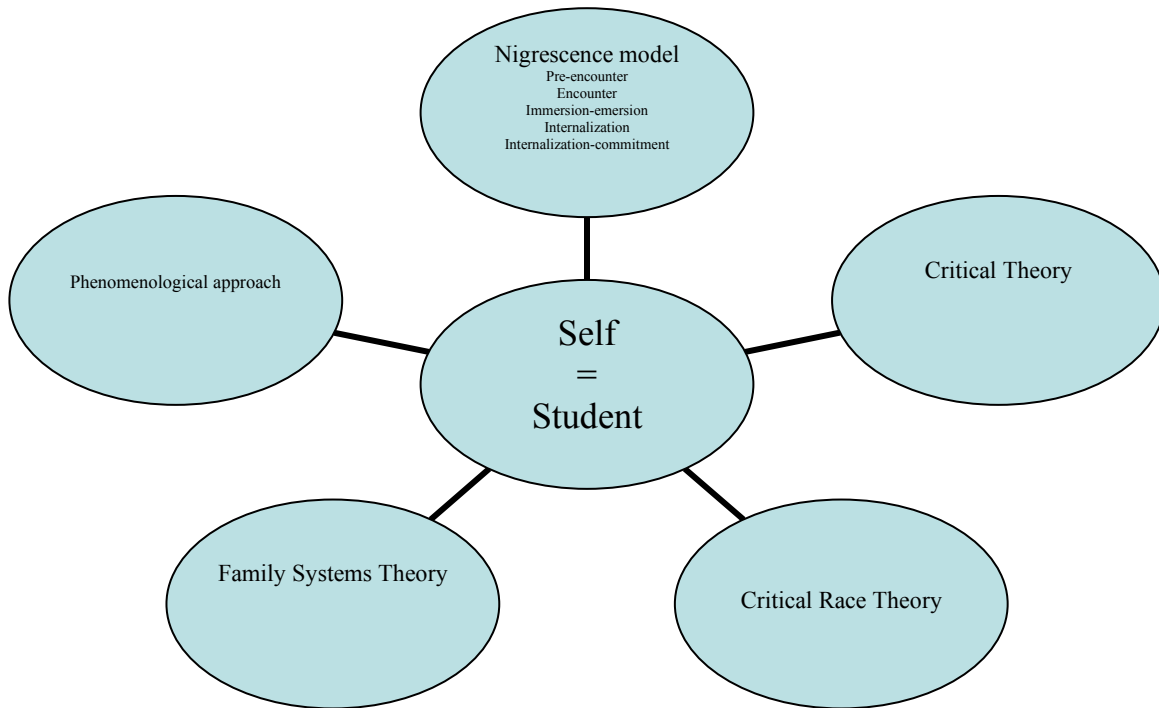 Nigrescence model
Pre-encounter
Encounter
Immersion-emersion
Internalization
Internalization-commitment
Phenomenological approach
Critical Theory
Self
=
Student
Family Systems Theory
Critical Race Theory